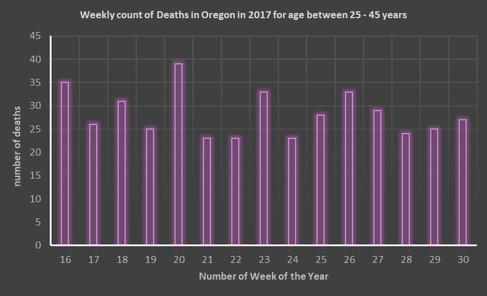 Weekly count of Deaths in Oregon in 2017 for age between 25 - 45 years
45
40
35
30
25
20
15
10
5
0
number of deaths
16 17 18 19 20 21 22 23 24 25 26 27 28 29 30
Number of Week of the Year